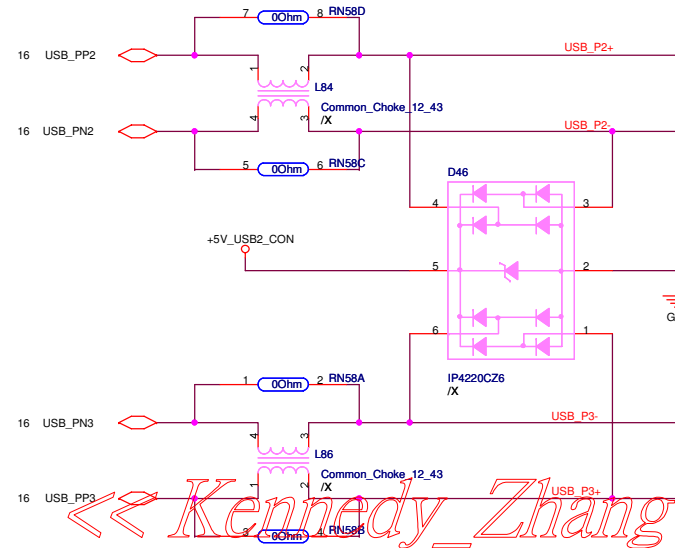 7 0Ohm 8 RN58D
16 USB_PP2
USB_P2+
1 2
L84
Common_Choke_12_43
/X
4 3
16 USB_PN2
USB_P2-
5 0Ohm 6 RN58C
D46
4 3
+5V_USB2_CON
5 2
G
6 1
1 0Ohm 2 RN58A
IP4220CZ6
/X
16 USB_PN3
USB_P3-
4 3
L86
Common_Choke_12_43
/X
1 2
16 USB_PP3
USB_P3+
<< Kennedy_Zhang
3 0Ohm 4 RN58B